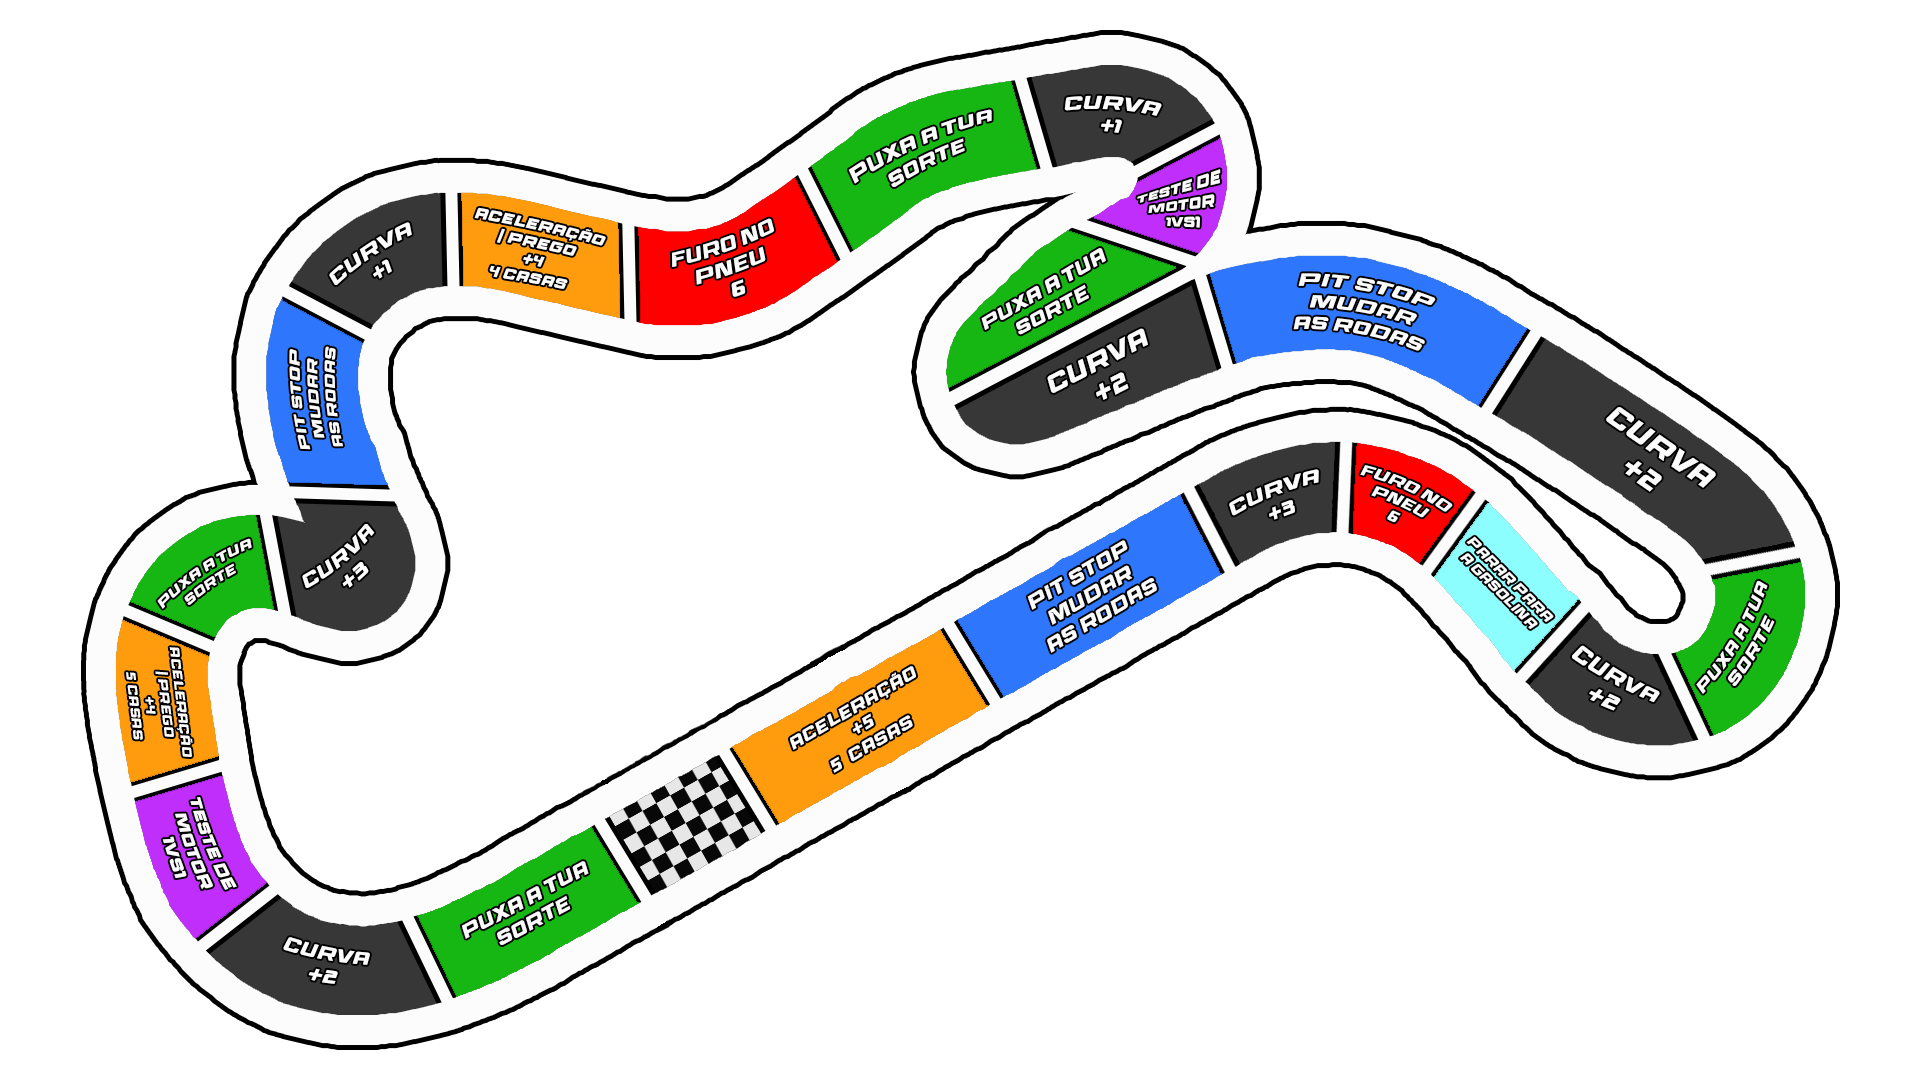 CURVA
+1
PUXA A TUA
SORTE
TESTE DE
MOTOR
1VS1
ACELERAÇÃO
| PREGO
+4
4 CASAS
FURO NO
PNEU
6
CURVA
+1
PUXA A TUA
SORTE
PIT STOP
MUDAR
AS RODAS
CURVA
+2
PIT STOP
MUDAR
AS RODAS
CURVA
+2
CURVA
+3
FURO NO
PNEU
6
PARAR PARA
A GASOLINA
PUXA A TUA
SORTE
CURVA
+3
PIT STOP
MUDAR
AS RODAS
CURVA
+2
PUXA A TUA
SORTE
ACELERAÇÃO
| PREGO
+4
5 CASAS
ACELERAÇÃO
+5
5 CASAS
TESTE DE
MOTOR
1VS1
PUXA A TUA
SORTE
CURVA
+2